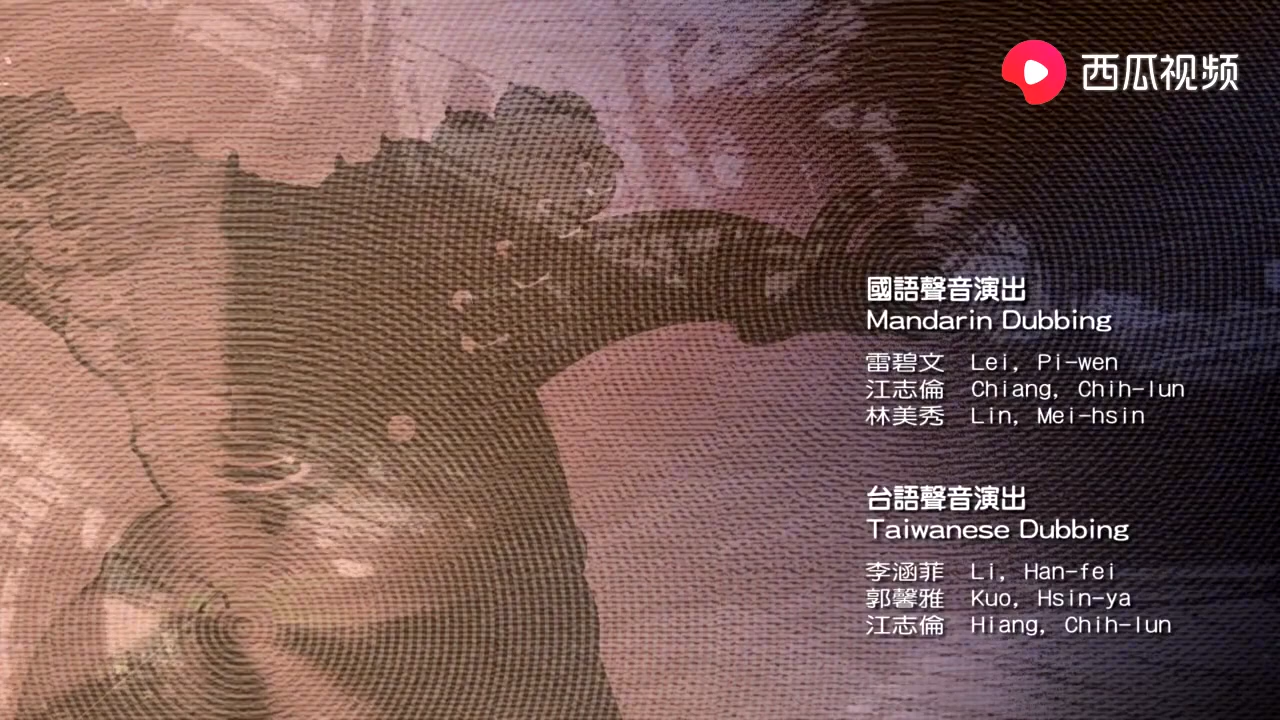 西瓜视频
國語聲音演出
Mandarin Dubbing
雷碧文 Lei, Pi-wen
江志倫 Chiang, Chih-lun
林美秀 Lin, Mei-hsin
台語聲音演出
Taiwanese Dubbing
李涵菲 Li, Han-fei
郭馨雅 Kuo, Hsin-ya
江志倫 Hiang, Chih-lun